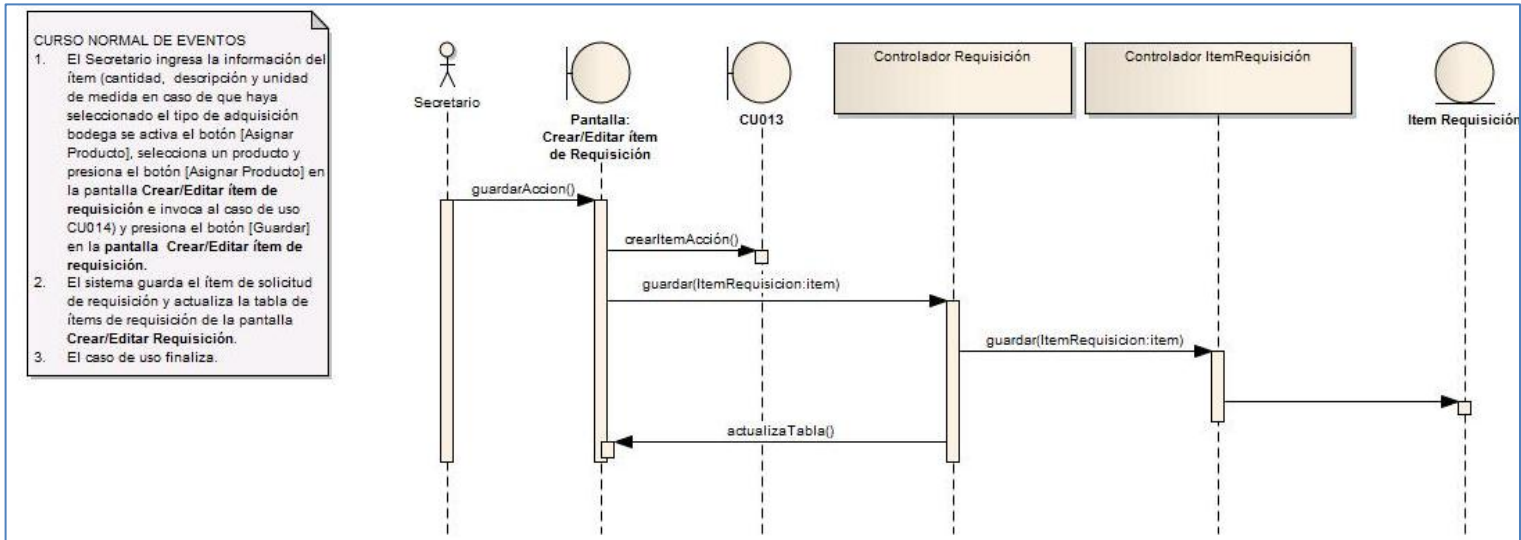 CURSO NORMAL DE EVENTOS
1. El Secretario ingresa la información del
ítem (cantidad, descripción y unidad
de medida en caso de que haya
seleccionado el tipo de adquisición
bodega se activa el botón [Asignar
Producto], selecciona un producto y
presiona el botón [Asignar Producto] en
la pantalla Crear/Editar ítem de
requisición e invoca al caso de uso
CU014) y presiona el botón [Guardar]
en la pantalla Crear/Editar ítem de
requisición.
2. El sistema guarda el ítem de solicitud
de requisición y actualiza la tabla de
ítems de requisición de la pantalla
Crear/Editar Requisición.
3. El caso de uso finaliza.
Secretario
Pantalla:
Crear/Editar ítem
de Requisición
CU013
Controlador Requisición
Controlador ItemRequisición
Item Requisición
guardarAccion()
crearItemAcción()
guardar(ItemRequisicion:item)
guardar(ItemRequisicion:item)
actualizaTabla()